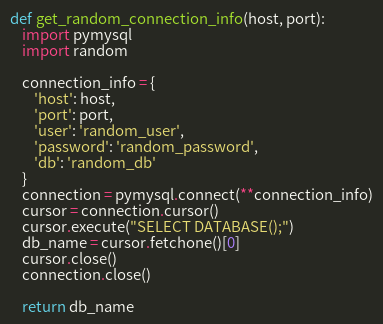 def get_random_connection_info(host, port):
    import pymysql
    import random

    connection_info = {
        'host': host,
        'port': port,
        'user': 'random_user',
        'password': 'random_password',
        'db': 'random_db'
    }
    connection = pymysql.connect(**connection_info)
    cursor = connection.cursor()
    cursor.execute("SELECT DATABASE();")
    db_name = cursor.fetchone()[0]
    cursor.close()
    connection.close()

    return db_name